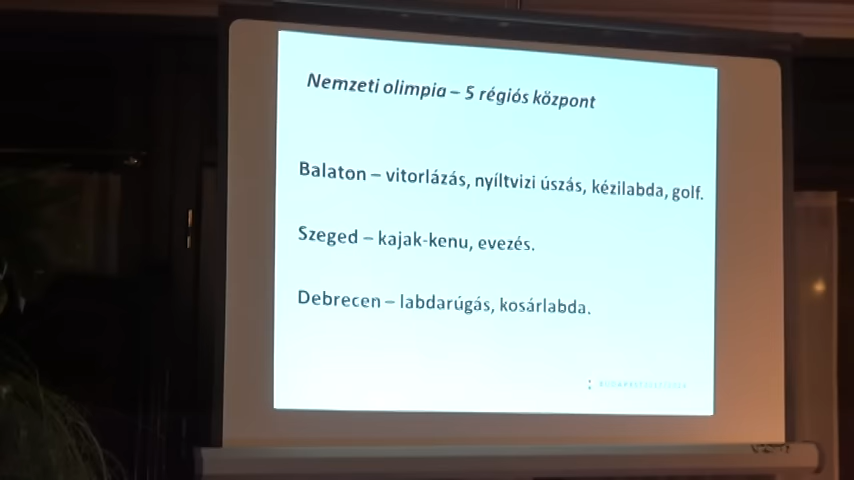 Nemzeti olimpia – 5 régiós központ
Balaton – vitorlázás, nyíltvizi úszás, kézilabda, golf.
Szeged – kajak-kenu, evezés.
Debrecen – labdarúgás, kosárlabda.